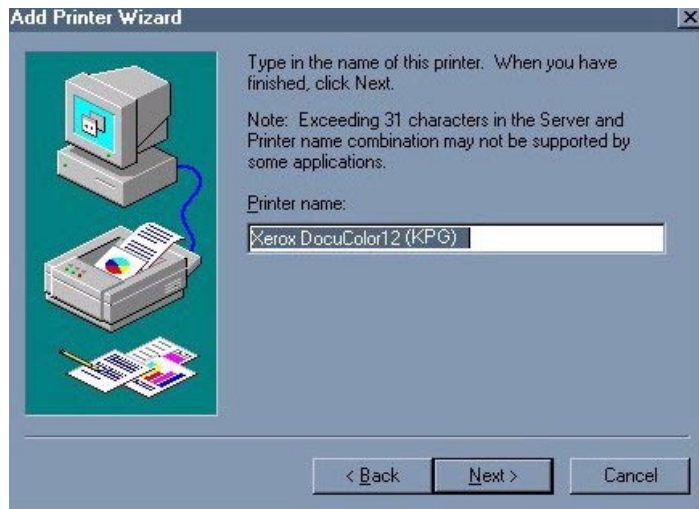 Add Printer Wizard
Type in the name of this printer. When you have
finished, click Next.
Note: Exceeding 31 characters in the Server and
Printer name combination may not be supported by
some applications.
Printer name:
Xerox DocuColor12 (KPG)
< Back Next > Cancel